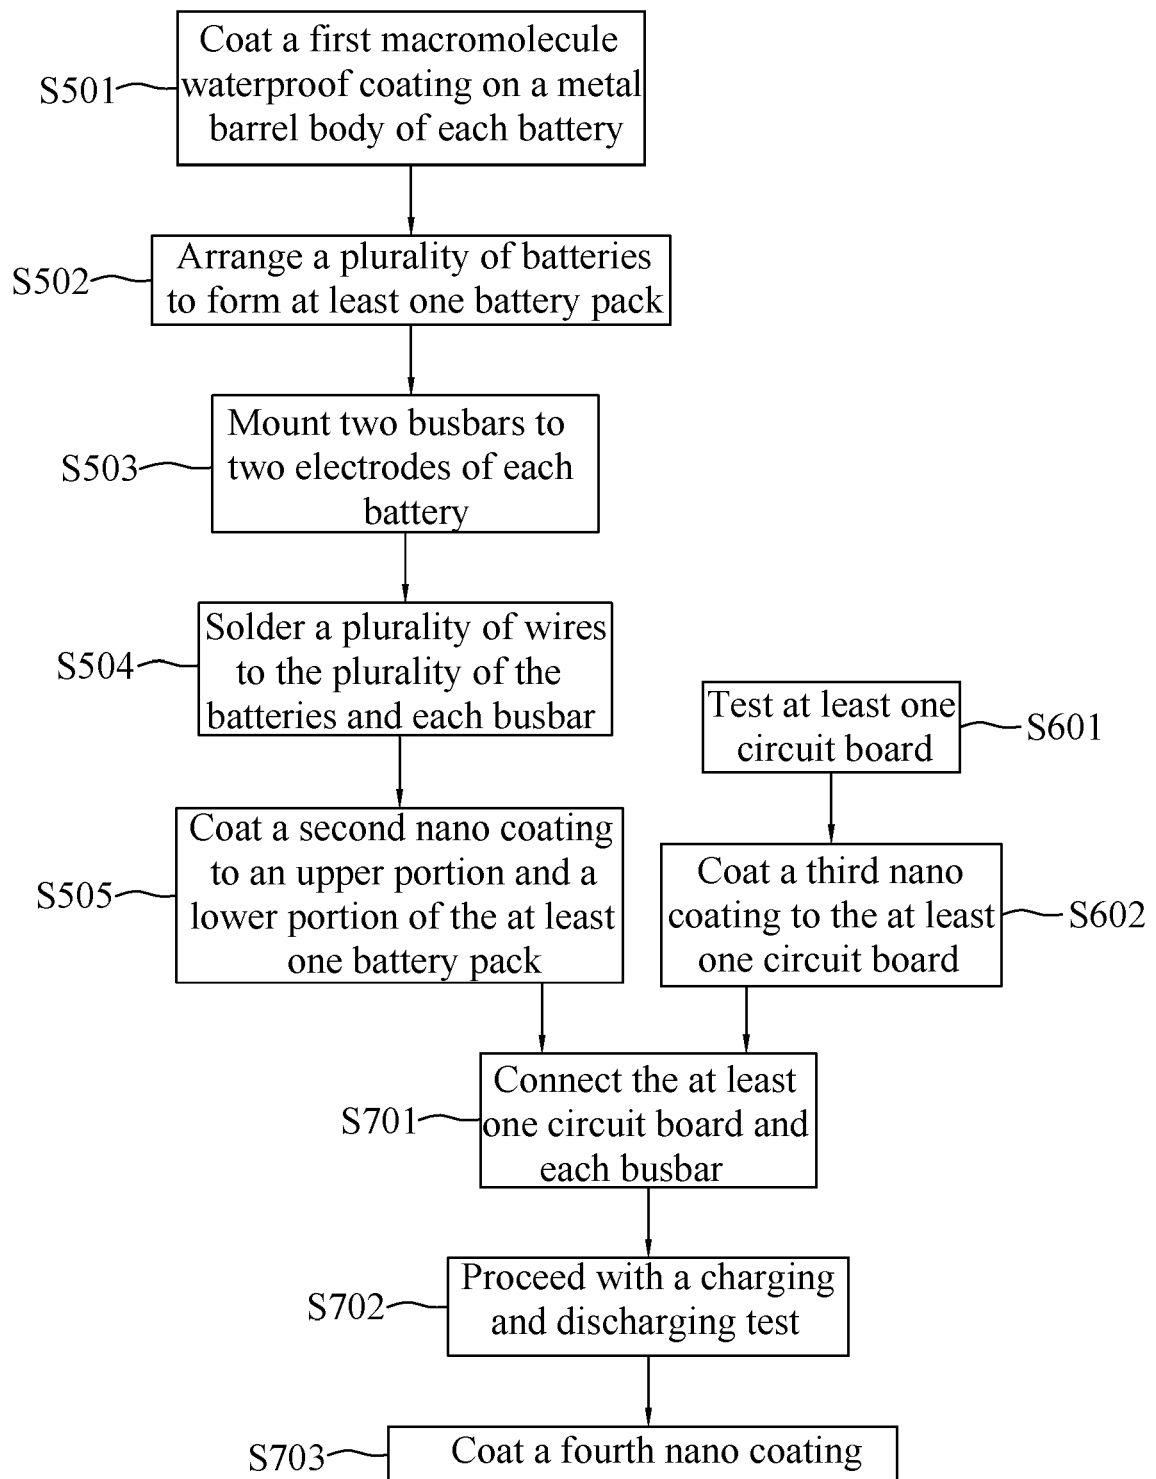 Coat a first macromolecule
waterproof coating on a metal
barrel body of each battery
S501
Arrange a plurality of batteries
to form at least one battery pack
S502
Mount two busbars to
two electrodes of each
battery
S503
Solder a plurality of wires
to the plurality of the
batteries and each busbar
S504
Coat a second nano coating
to an upper portion and a
lower portion of the at least
one battery pack
S505
Test at least one
circuit board
S601
Coat a third nano
coating to the at least
one circuit board
S602
Connect the at least
one circuit board and
each busbar
S701
Proceed with a charging
and discharging test
S702
Coat a fourth nano coating
S703